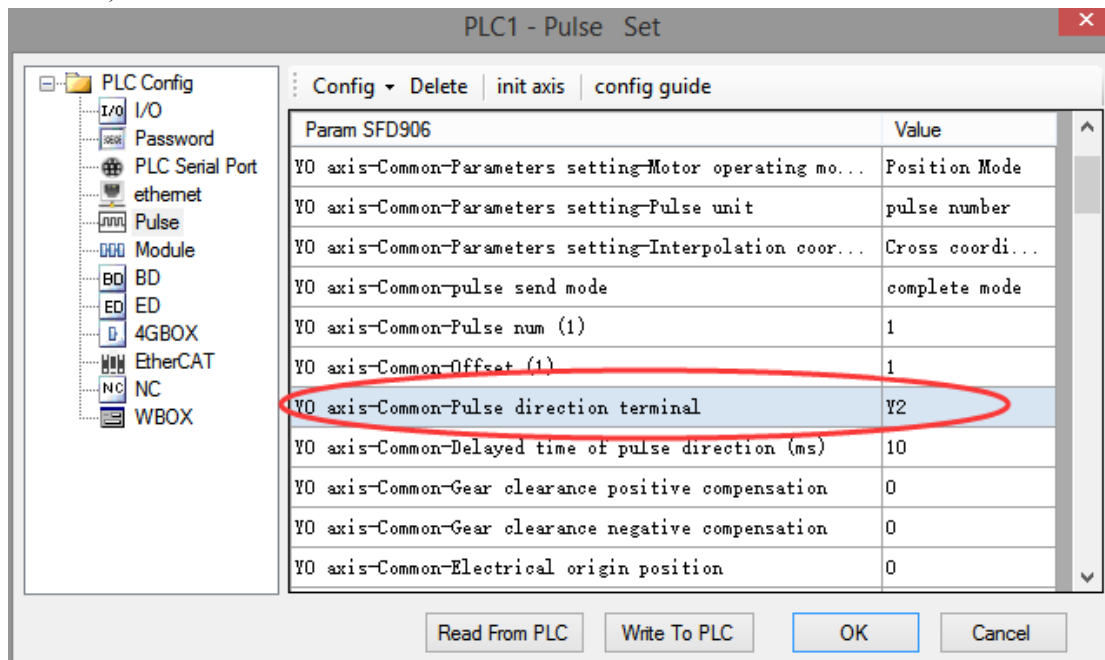 PLC1 - Pulse Set
PLC Config
I/O I/O
Password
PLC Serial Port
ethernet
Pulse
Module
BD BD
ED ED
4GBOX
EtherCAT
NC NC
WBOX
Config Delete init axis config guide
Param SFD906 Value
Y0 axis-Common-Parameters setting-Motor operating mo... Position Mode
Y0 axis-Common-Parameters setting-Pulse unit pulse number
Y0 axis-Common-Parameters setting-Interpolation coor... Cross coordi...
Y0 axis-Common-pulse send mode complete mode
Y0 axis-Common-Pulse num (1) 1
Y0 axis-Common-Offset (1) 1
Y0 axis-Common-Pulse direction terminal Y2
Y0 axis-Common-Delayed time of pulse direction (ms) 10
Y0 axis-Common-Gear clearance positive compensation 0
Y0 axis-Common-Gear clearance negative compensation 0
Y0 axis-Common-Electrical origin position 0
Read From PLC Write To PLC OK Cancel